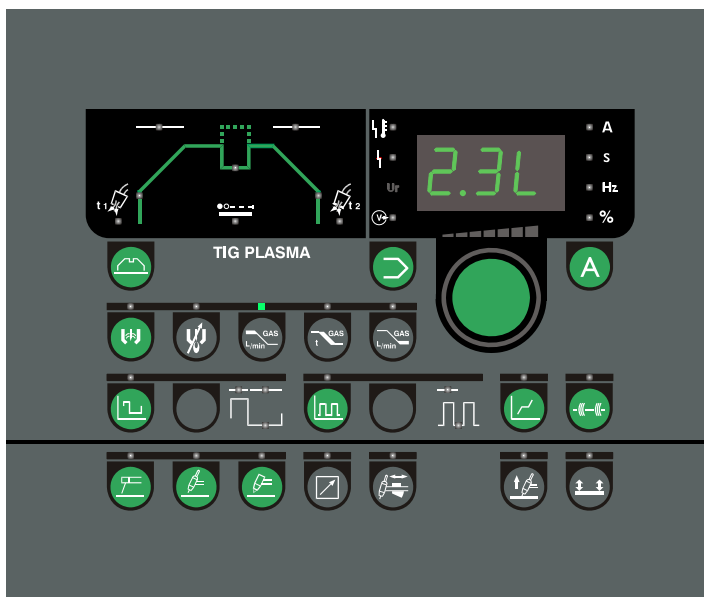 A
S
t1
t2
Ur
2.3L
Hz
V
%
TIG PLASMA
A
GAS
L/min
GAS
t
GAS
L/min